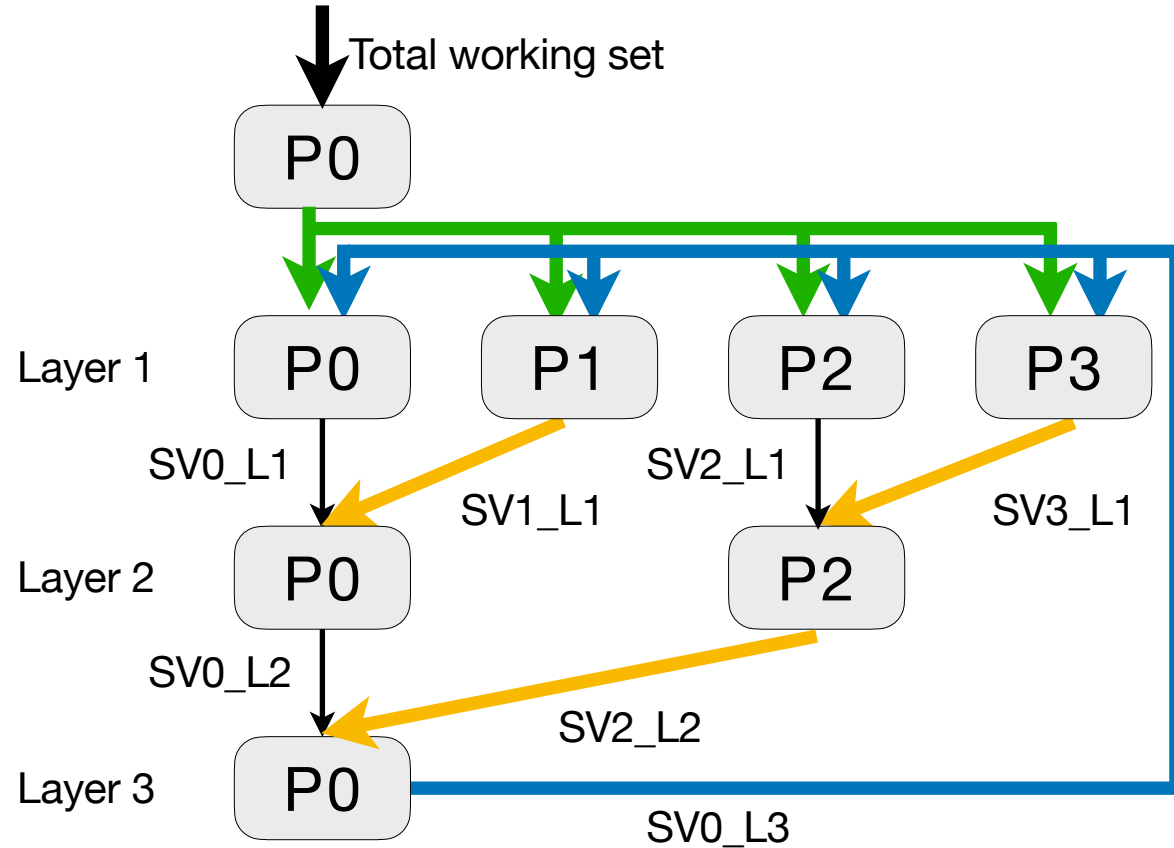 Total working set
P0
Layer 1
P0
P1
P2
P3
SV0_L1
SV1_L1
SV2_L1
SV3_L1
Layer 2
P0
P2
SV0_L2
SV2_L2
Layer 3
P0
SV0_L3